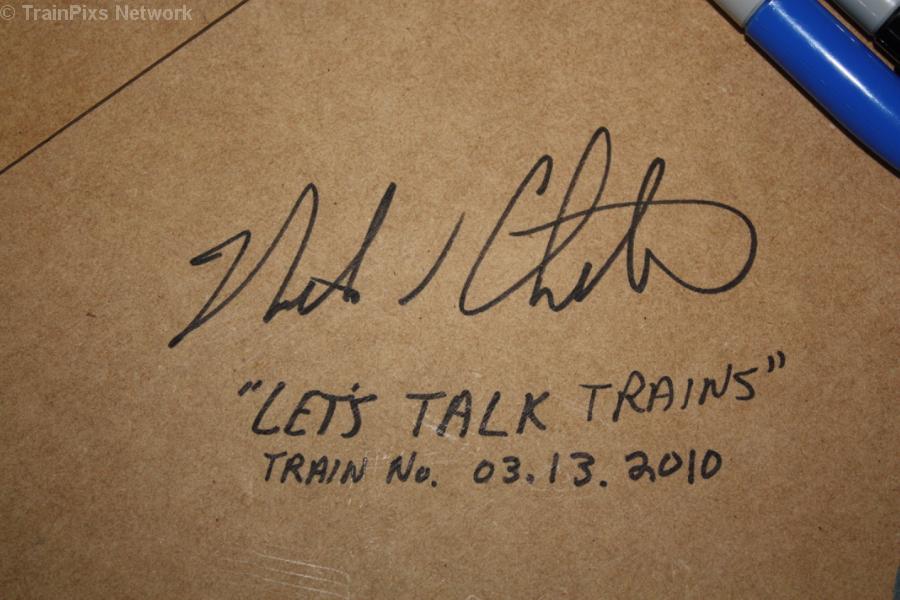 © TrainPixs Network
"LET'S TALK TRAINS"
TRAIN No. 03.13.2010